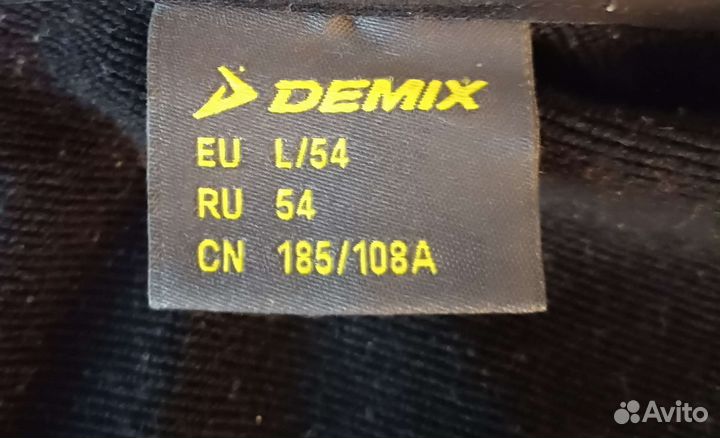 DEMIX
EU L/54
RU 54
CN 185/108A
Avito